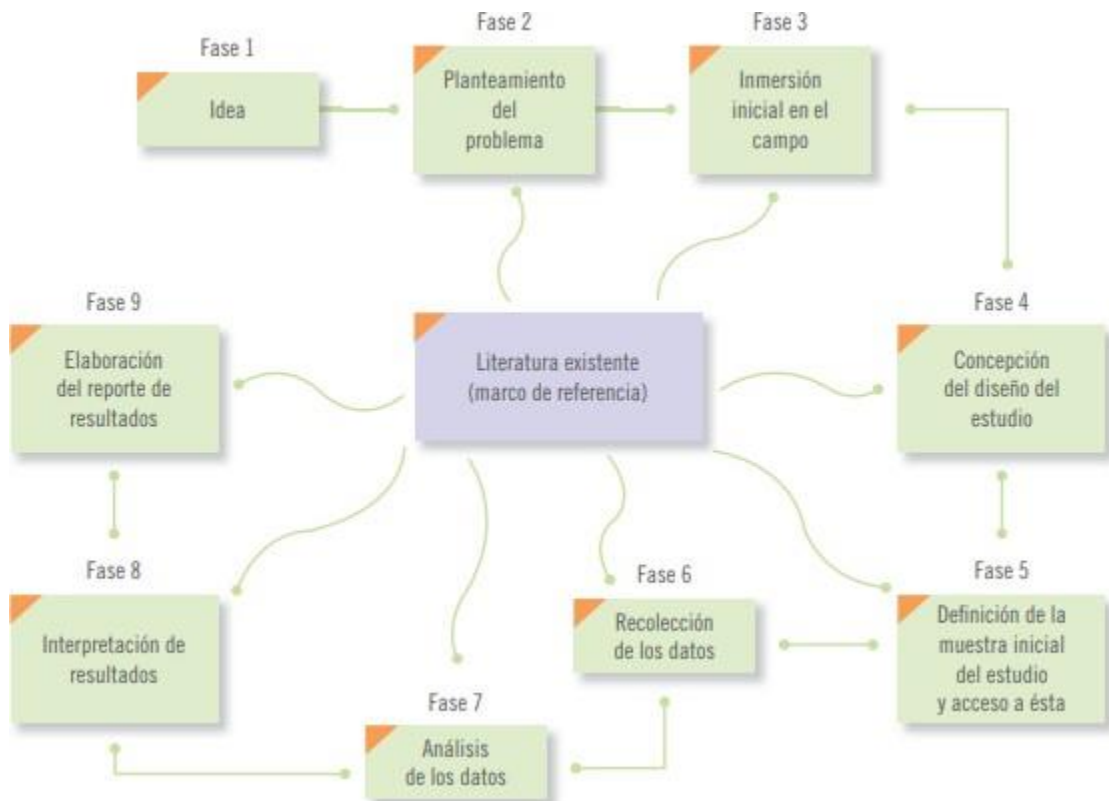 Fase 1
Idea
Fase 2
Planteamiento
del
problema
Fase 3
Inmersión
inicial en el
campo
Fase 4
Concepción
del diseño del
estudio
Fase 5
Definición de la
muestra inicial
del estudio
y acceso a ésta
Fase 6
Recolección
de los datos
Fase 7
Análisis
de los datos
Fase 8
Interpretación de
resultados
Fase 9
Elaboración
del reporte de
resultados
Literatura existente
(marco de referencia)